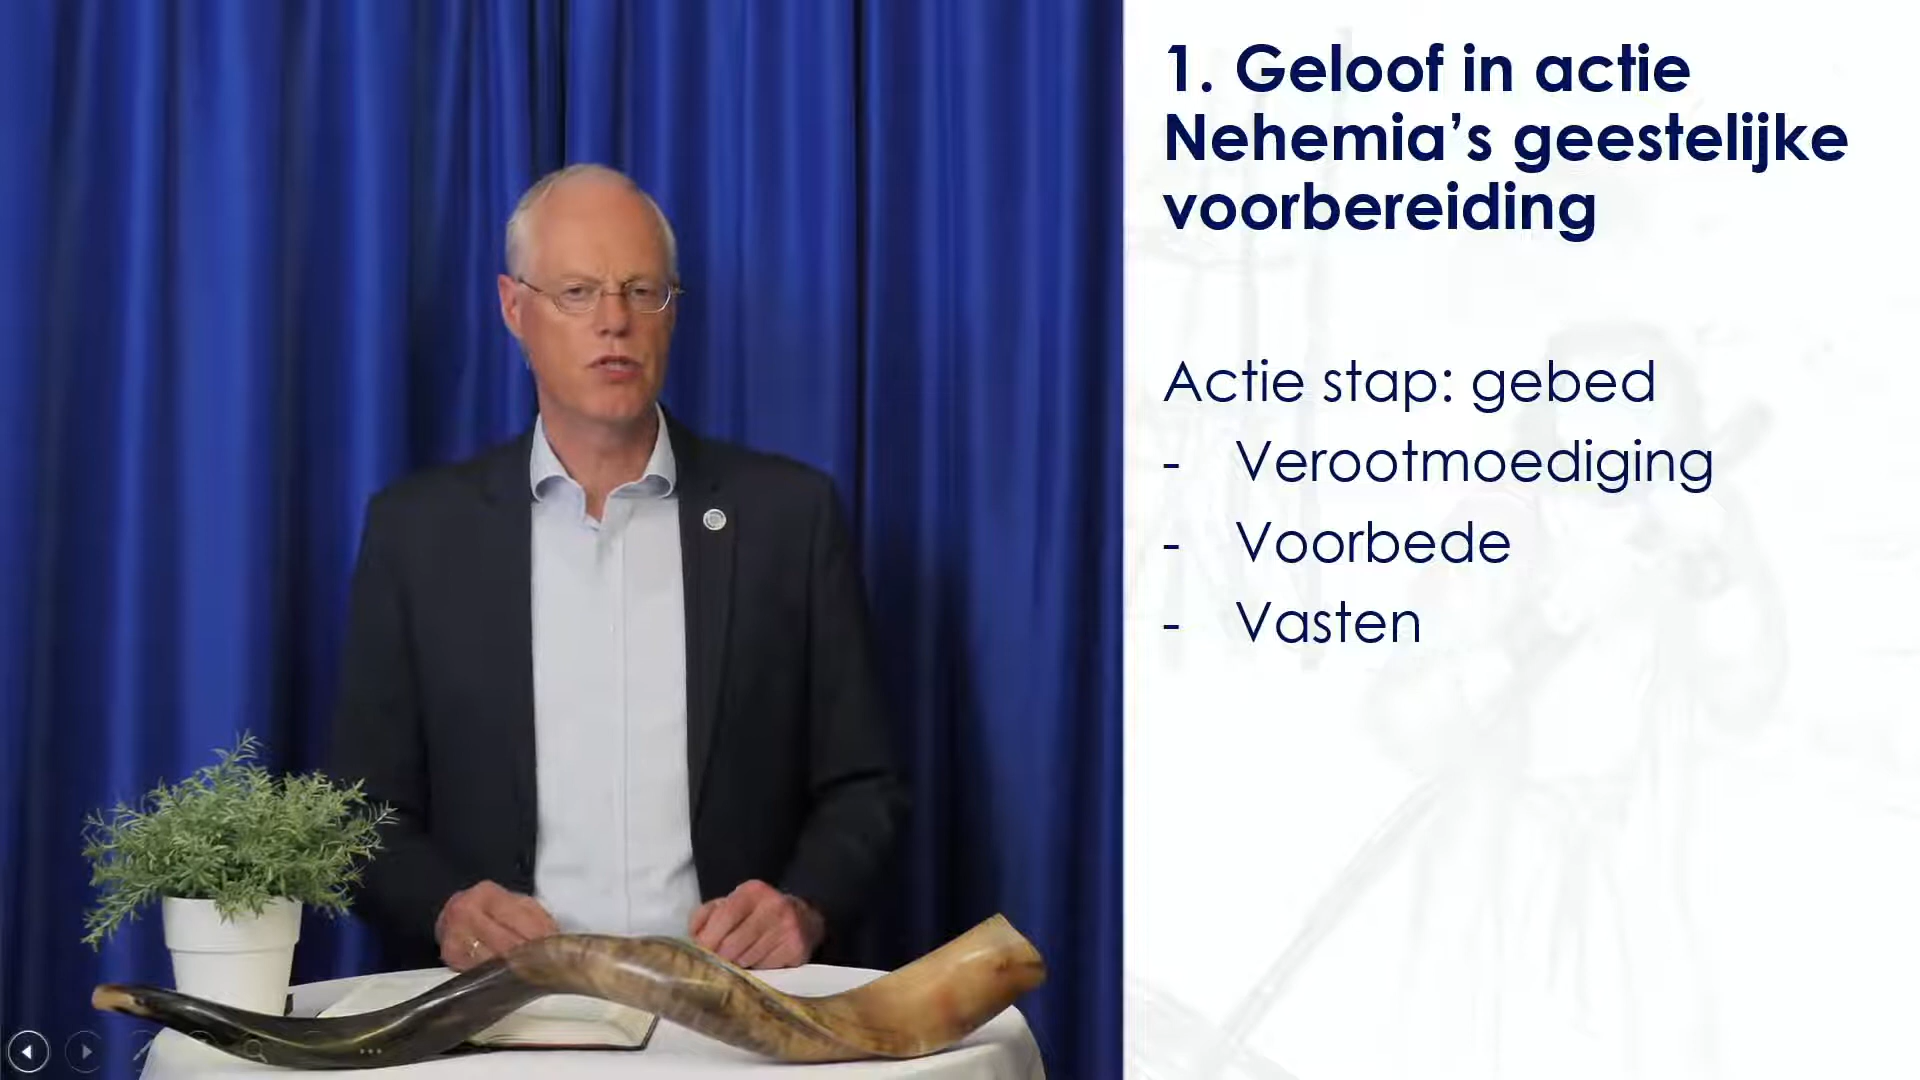 1. Geloof in actie
Nehemia’s geestelijke
voorbereiding
Actie stap: gebed
- Verootmoediging
- Voorbede
- Vasten